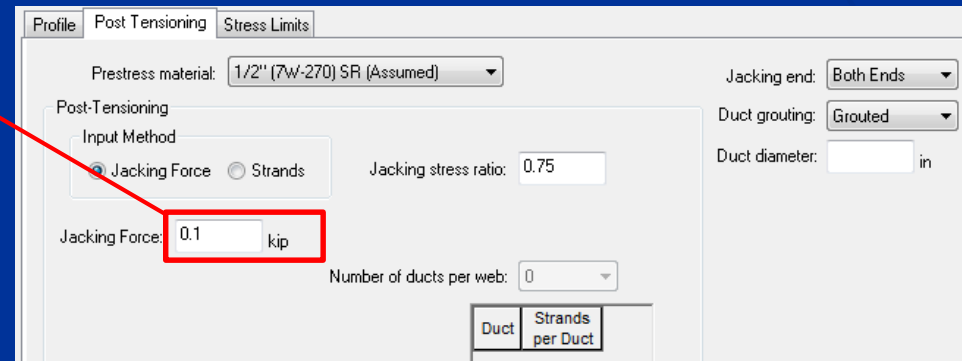 Profile Post Tensioning Stress Limits
Prestress material: 1/2" (7W-270) SR (Assumed)
Jacking end: Both Ends
Post-Tensioning
Duct grouting: Grouted
Input Method
Jacking Force Strands
Jacking stress ratio: 0.75
Duct diameter: in
Jacking Force: 0.1 kip
Number of ducts per web: 0
Duct Strands per Duct